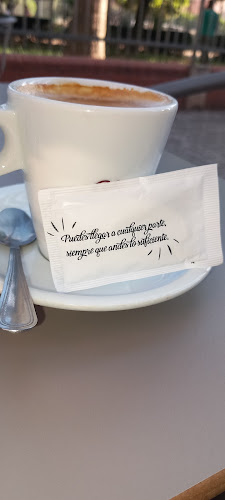 Puedes llegar a cualquier parte,
siempre que andes lo suficiente.